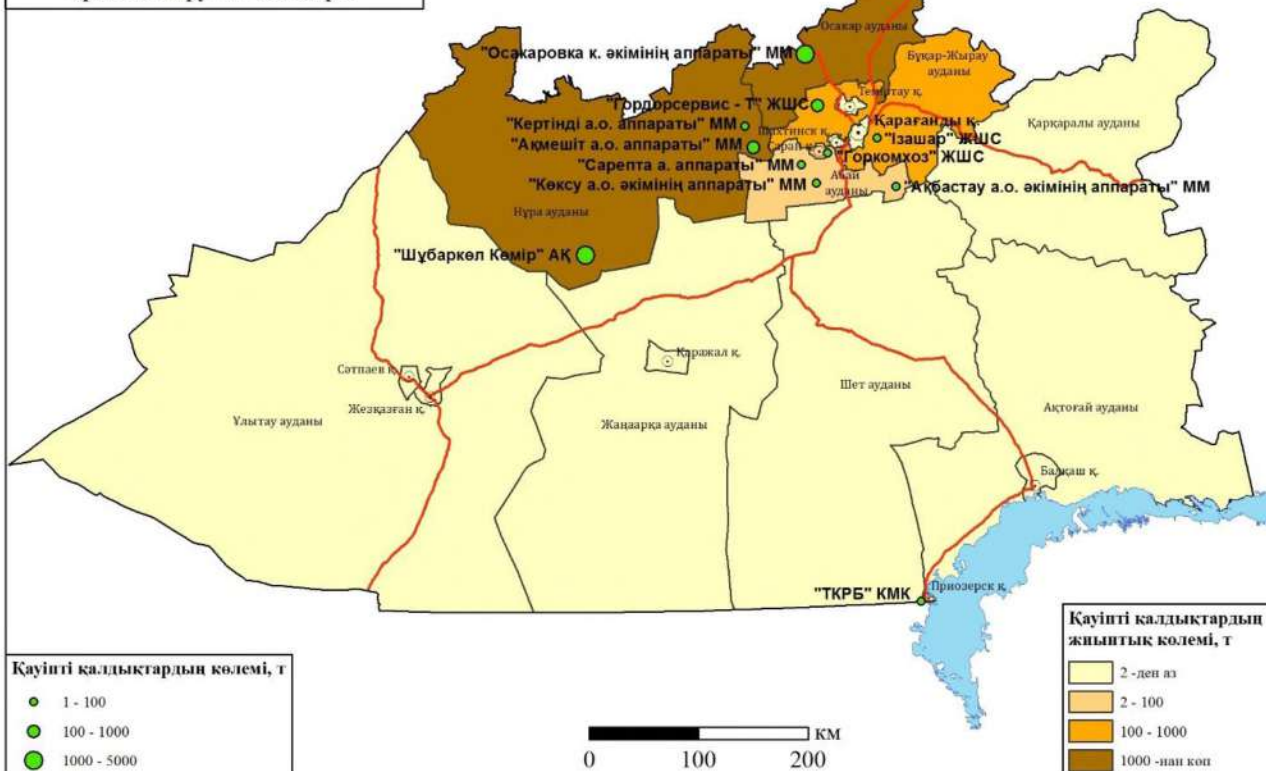 Осакар ауданы
"Осакаровка к. әкімінің аппараты" ММ
Бұқар-Жырау
ауданы
Теміртау қ.
"Гордорсервис - Т" ЖШС
Қарқаралы ауданы
"Кертінді а.о. аппараты" ММ
Қарағанды қ.
Шахтинск қ.
"Ізашар" ЖШС
"Ақмешіт а.о. аппараты" ММ
Саран қ.
"Горкомхоз" ЖШС
"Сарепта а. аппараты" ММ
Абай
ауданы
"Көксу а.о. әкімінің аппараты" ММ
"Ақбастау а.о. әкімінің аппараты" ММ
Нұра ауданы
"Шұбаркөл Көмір" АҚ
Қаражал қ.
Сәтпаев қ.
Шет ауданы
Жезқазған қ.
Ақтоғай ауданы
Ұлытау ауданы
Жаңаарқа ауданы
Балқаш қ.
"ТКРБ" КМК
Приозерск қ.
Қауіпті қалдықтардың көлемі, т
1 - 100
100 - 1000
1000 - 5000
км
0 100 200
Қауіпті қалдықтардың
жиынтық көлемі, т
2 -ден аз
2 - 100
100 - 1000
1000 -нан көп